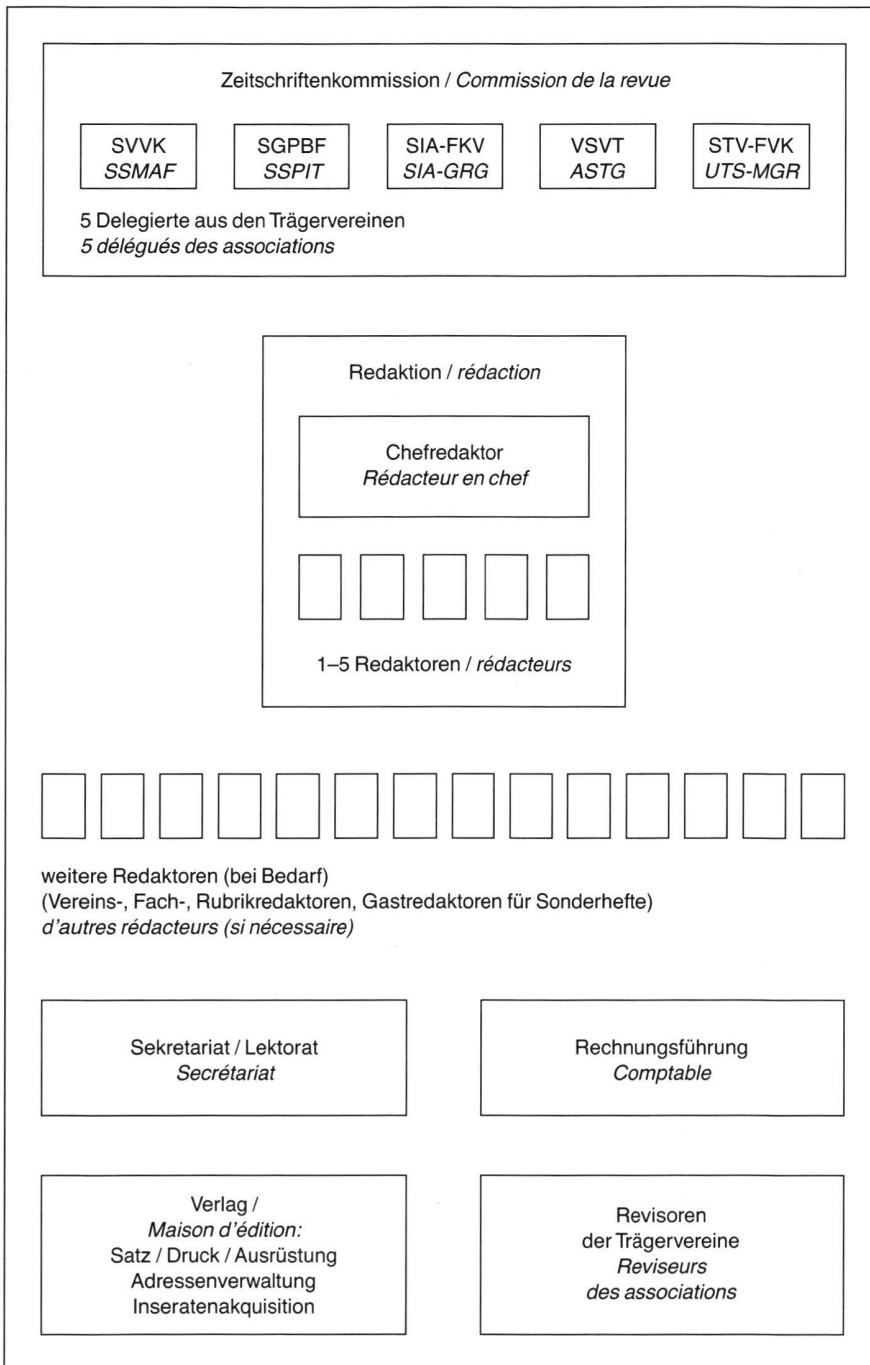 Zeitschriftenkommission / Commission de la revue
SVVK
SSMAF
SGPBF
SSPIT
SIA-FKV
SIA-GRG
VSVT
ASTG
STV-FVK
UTS-MGR
5 Delegierte aus den Trägervereinen
5 délégués des associations
Redaktion / rédaction
Chefredaktor
Rédacteur en chef
1–5 Redaktoren / rédacteurs
weitere Redaktoren (bei Bedarf)
(Vereins-, Fach-, Rubrikredaktoren, Gastredaktoren für Sonderhefte)
d'autres rédacteurs (si nécessaire)
Sekretariat / Lektorat
Secrétariat
Rechnungsführung
Comptable
Verlag /
Maison d'édition:
Satz / Druck / Ausrüstung
Adressenverwaltung
Inseratenakquisition
Revisoren
der Trägervereine
Reviseurs
des associations